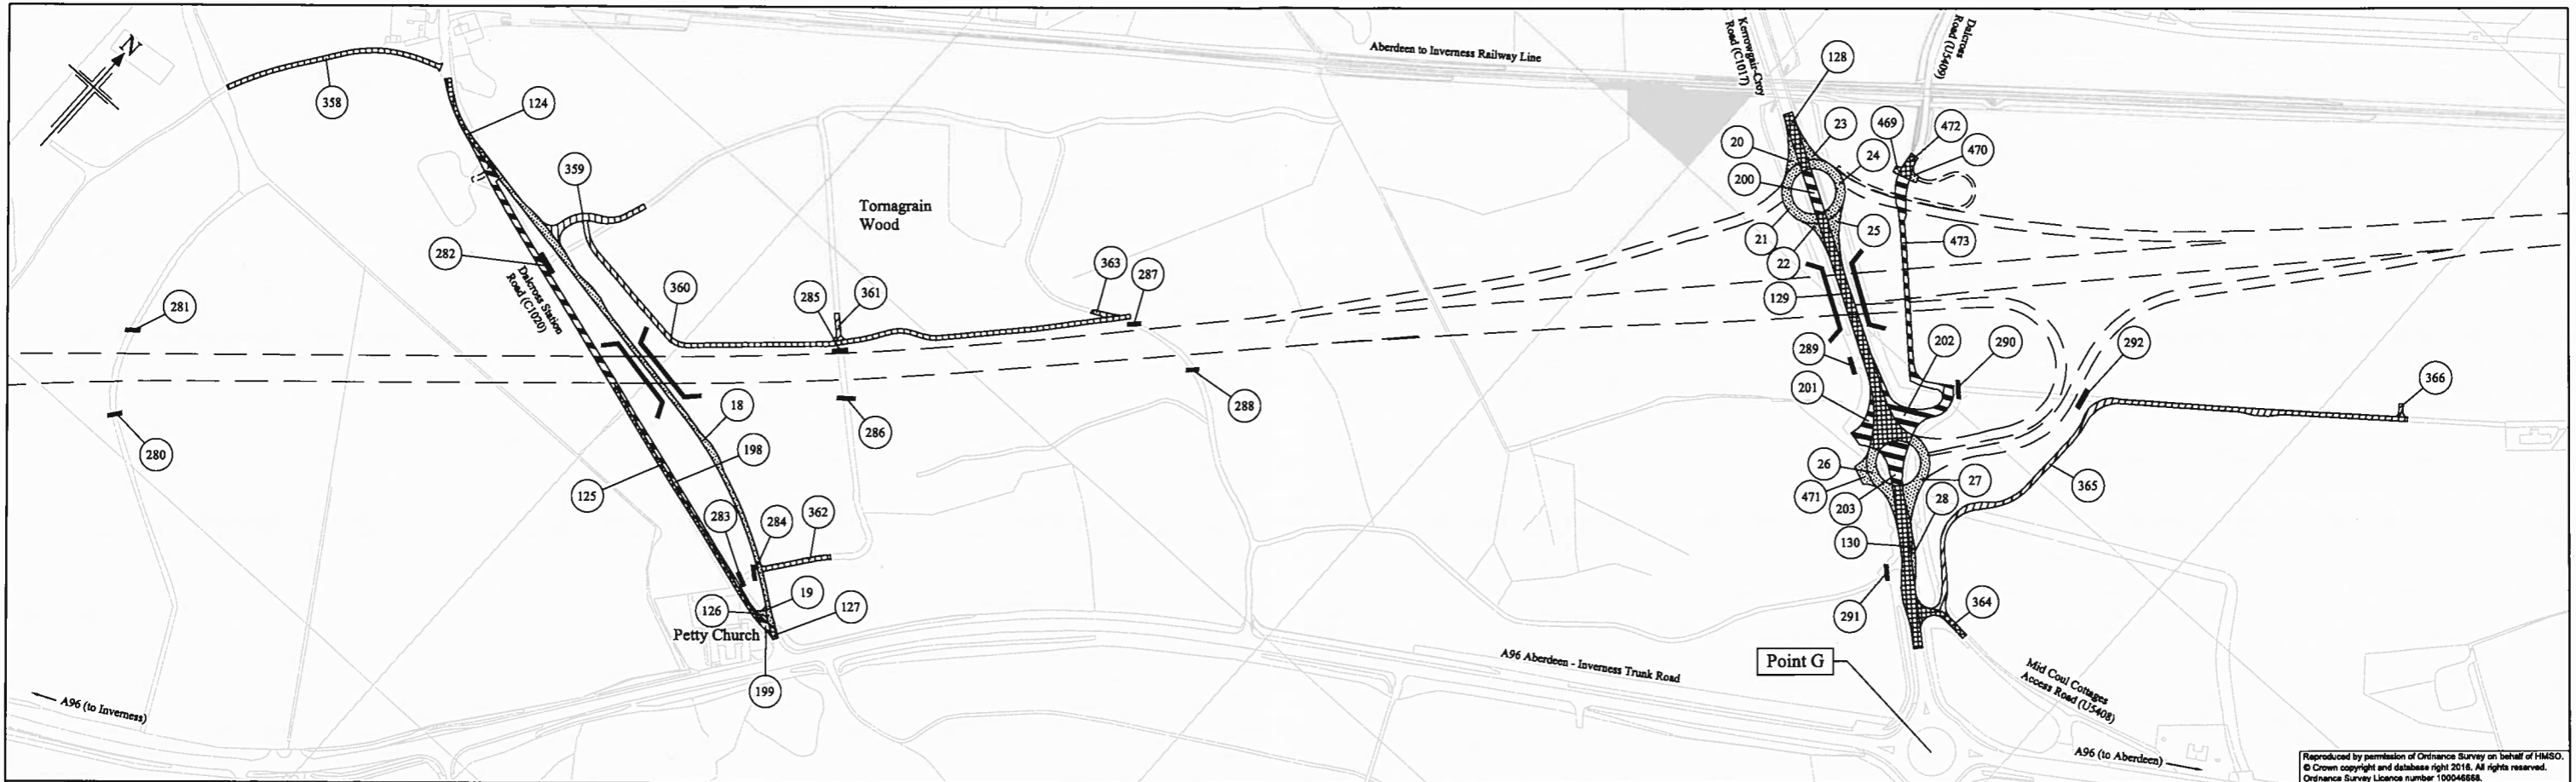 N
Aberdeen to Inverness Railway Line
Kerrowgair-Croy
Road (C1017)
Dalcross
Road (U5409)
128
358
124
20
23
24
469
472
470
200
359
Tornagrain
Wood
21
22
25
473
282
Dalcross Station
Road (C1020)
281
360
285
361
363
287
129
289
202
290
292
280
18
286
288
201
366
198
125
26
471
203
27
28
365
283
284
362
130
19
126
127
Petty Church
291
364
199
Point G
A96 Aberdeen - Inverness Trunk Road
Mid Coul Cottages
Access Road (U5408)
A96 (to Inverness)
A96 (to Aberdeen)
Reproduced by permission of Ordnance Survey on behalf of HMSO.
© Crown copyright and database right 2016. All rights reserved.
Ordnance Survey Licence number 100046668.